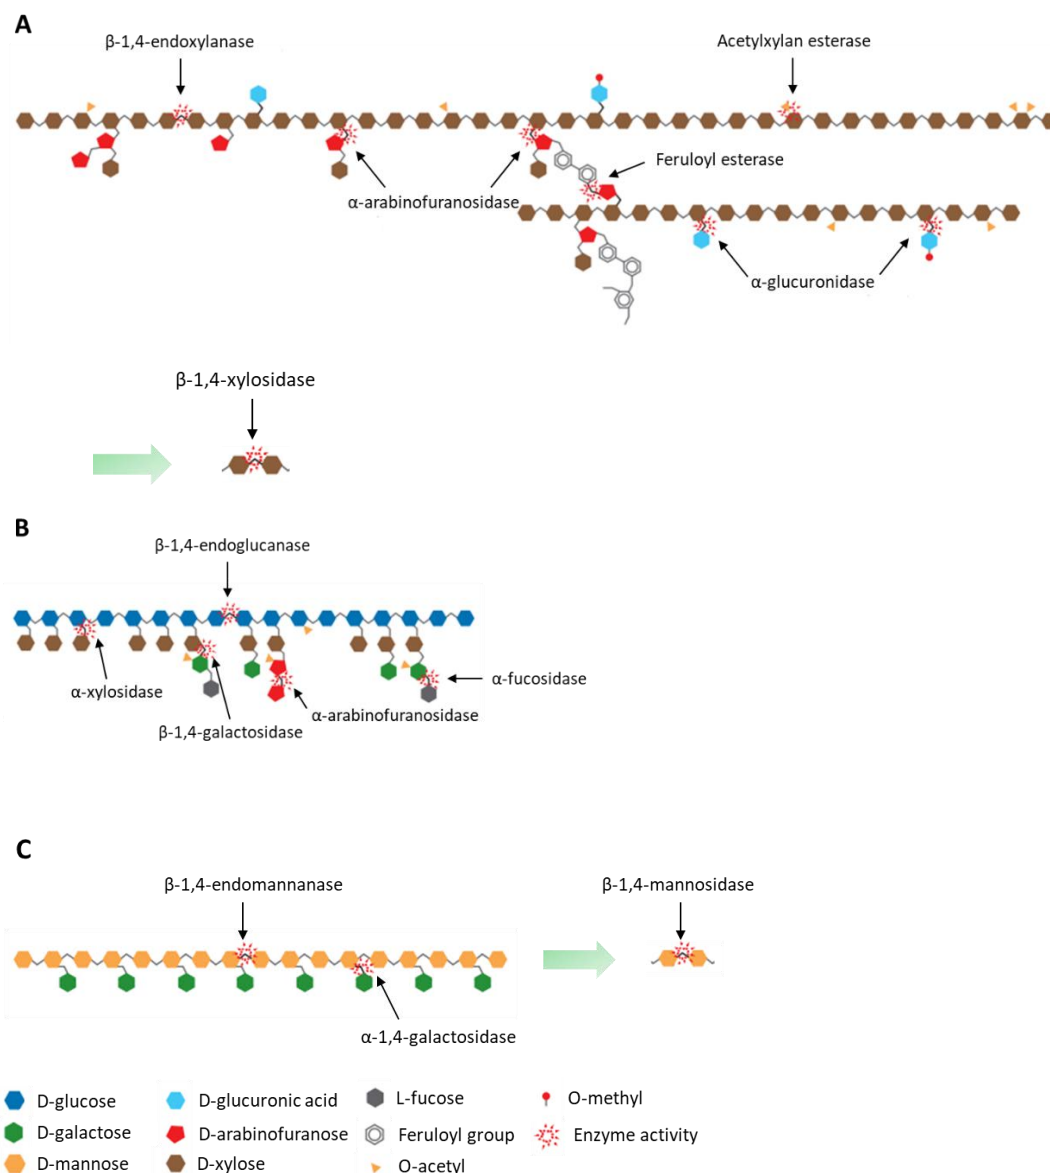 A
β-1,4-endoxylanase
Acetylxylan esterase
Feruloyl esterase
α-arabinofuranosidase
α-glucuronidase
β-1,4-xylosidase
B
β-1,4-endoglucanase
α-xylosidase
α-fucosidase
α-arabinofuranosidase
β-1,4-galactosidase
C
β-1,4-endomannanase
β-1,4-mannosidase
α-1,4-galactosidase
D-glucose
D-glucuronic acid
L-fucose
O-methyl
D-galactose
D-arabinofuranose
Feruloyl group
Enzyme activity
D-mannose
D-xylose
O-acetyl